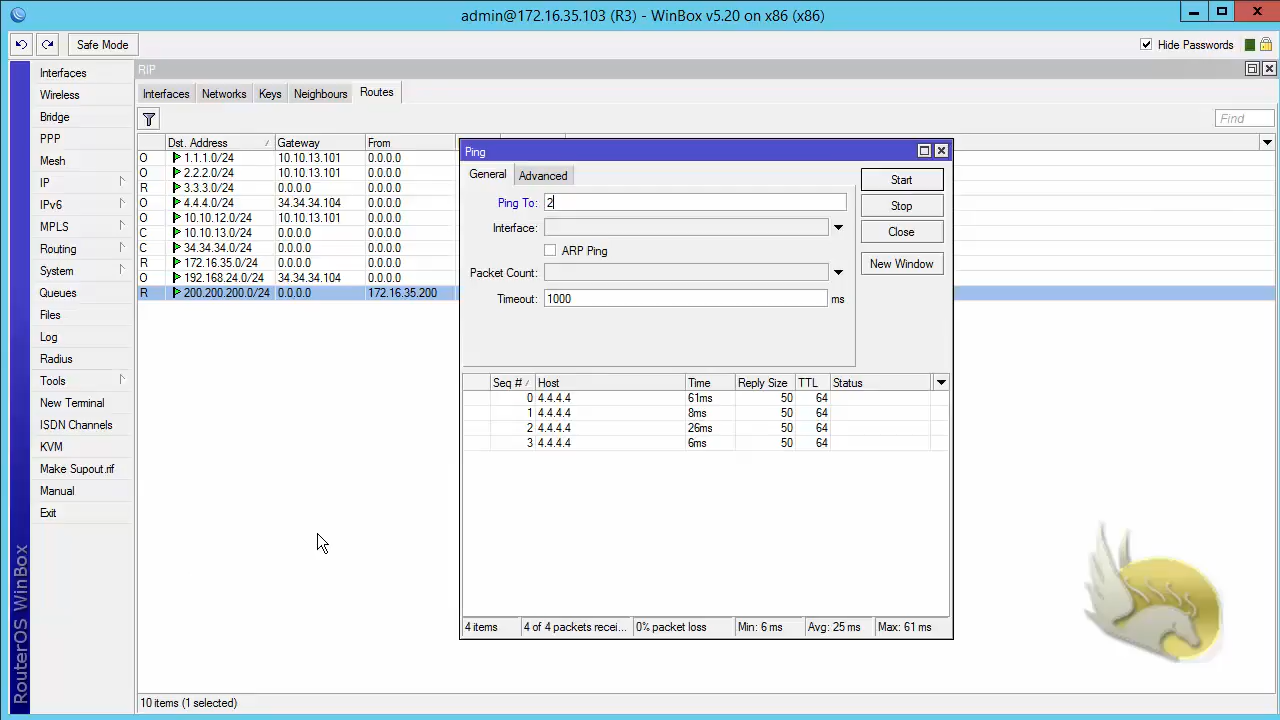 admin@172.16.35.103 (R3) - WinBox v5.20 on x86 (x86)
Safe Mode
Hide Passwords
Interfaces
Wireless
Bridge
PPP
Mesh
IP
IPv6
MPLS
Routing
System
Queues
Files
Log
Radius
Tools
New Terminal
ISDN Channels
KVM
Make Supout.rif
Manual
Exit
RouterOS WinBox
RIP
Interfaces Networks Keys Neighbours Routes
Find
Dst. Address Gateway From
O 1.1.1.0/24 10.10.13.101 0.0.0.0
O 2.2.2.0/24 10.10.13.101 0.0.0.0
R 3.3.3.0/24 0.0.0.0 0.0.0.0
O 4.4.4.0/24 34.34.34.104 0.0.0.0
O 10.10.12.0/24 10.10.13.101 0.0.0.0
C 10.10.13.0/24 0.0.0.0 0.0.0.0
C 34.34.34.0/24 0.0.0.0 0.0.0.0
R 172.16.35.0/24 0.0.0.0 0.0.0.0
O 192.168.24.0/24 34.34.34.104 0.0.0.0
R 200.200.200.0/24 0.0.0.0 172.16.35.200
10 items (1 selected)
Ping
General Advanced
Ping To: 2
Interface:
ARP Ping
Packet Count:
Timeout: 1000 ms
Start
Stop
Close
New Window
Seq # Host Time Reply Size TTL Status
0 4.4.4.4 61ms 50 64
1 4.4.4.4 8ms 50 64
2 4.4.4.4 26ms 50 64
3 4.4.4.4 6ms 50 64
4 items 4 of 4 packets recei... 0% packet loss Min: 6 ms Avg: 25 ms Max: 61 ms